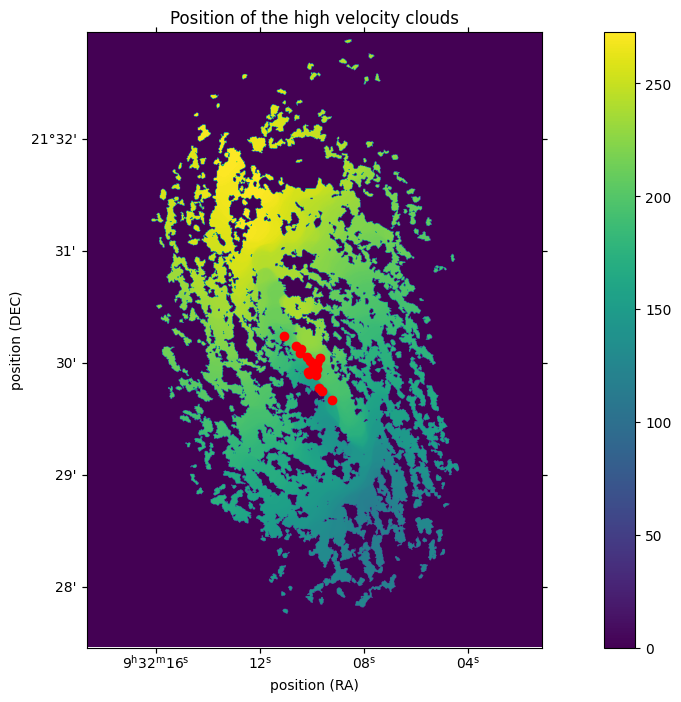 Position of the high velocity clouds
position (DEC)
21°32'
31'
30'
29'
28'
9h32m16s
12s
08s
04s
position (RA)
250
200
150
100
50
0